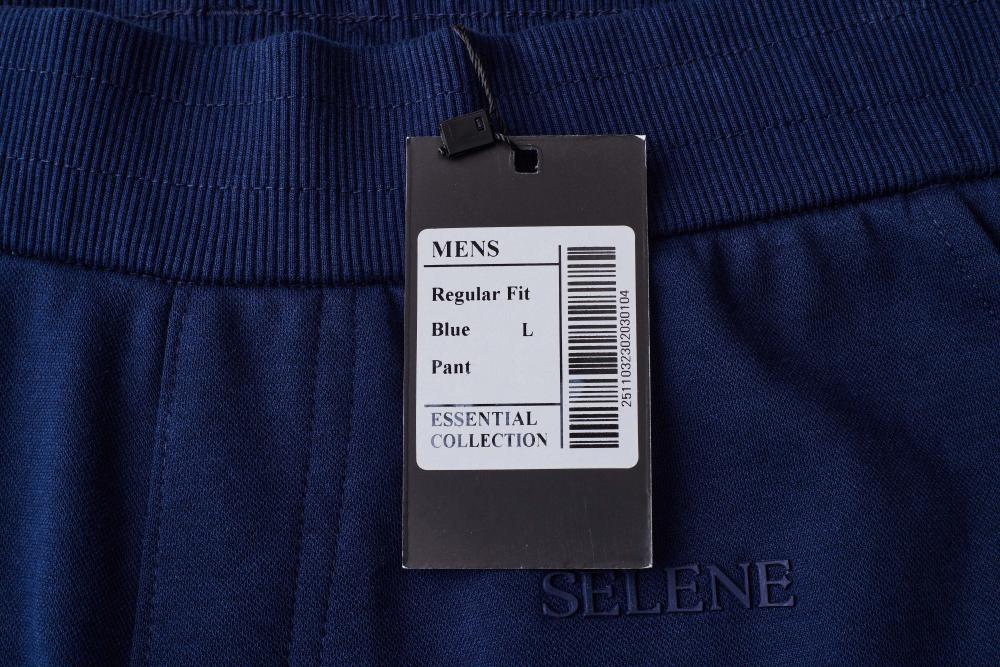 MENS
Regular Fit
Blue L
Pant
ESSENTIAL
COLLECTION
2511032302030104
SELENE